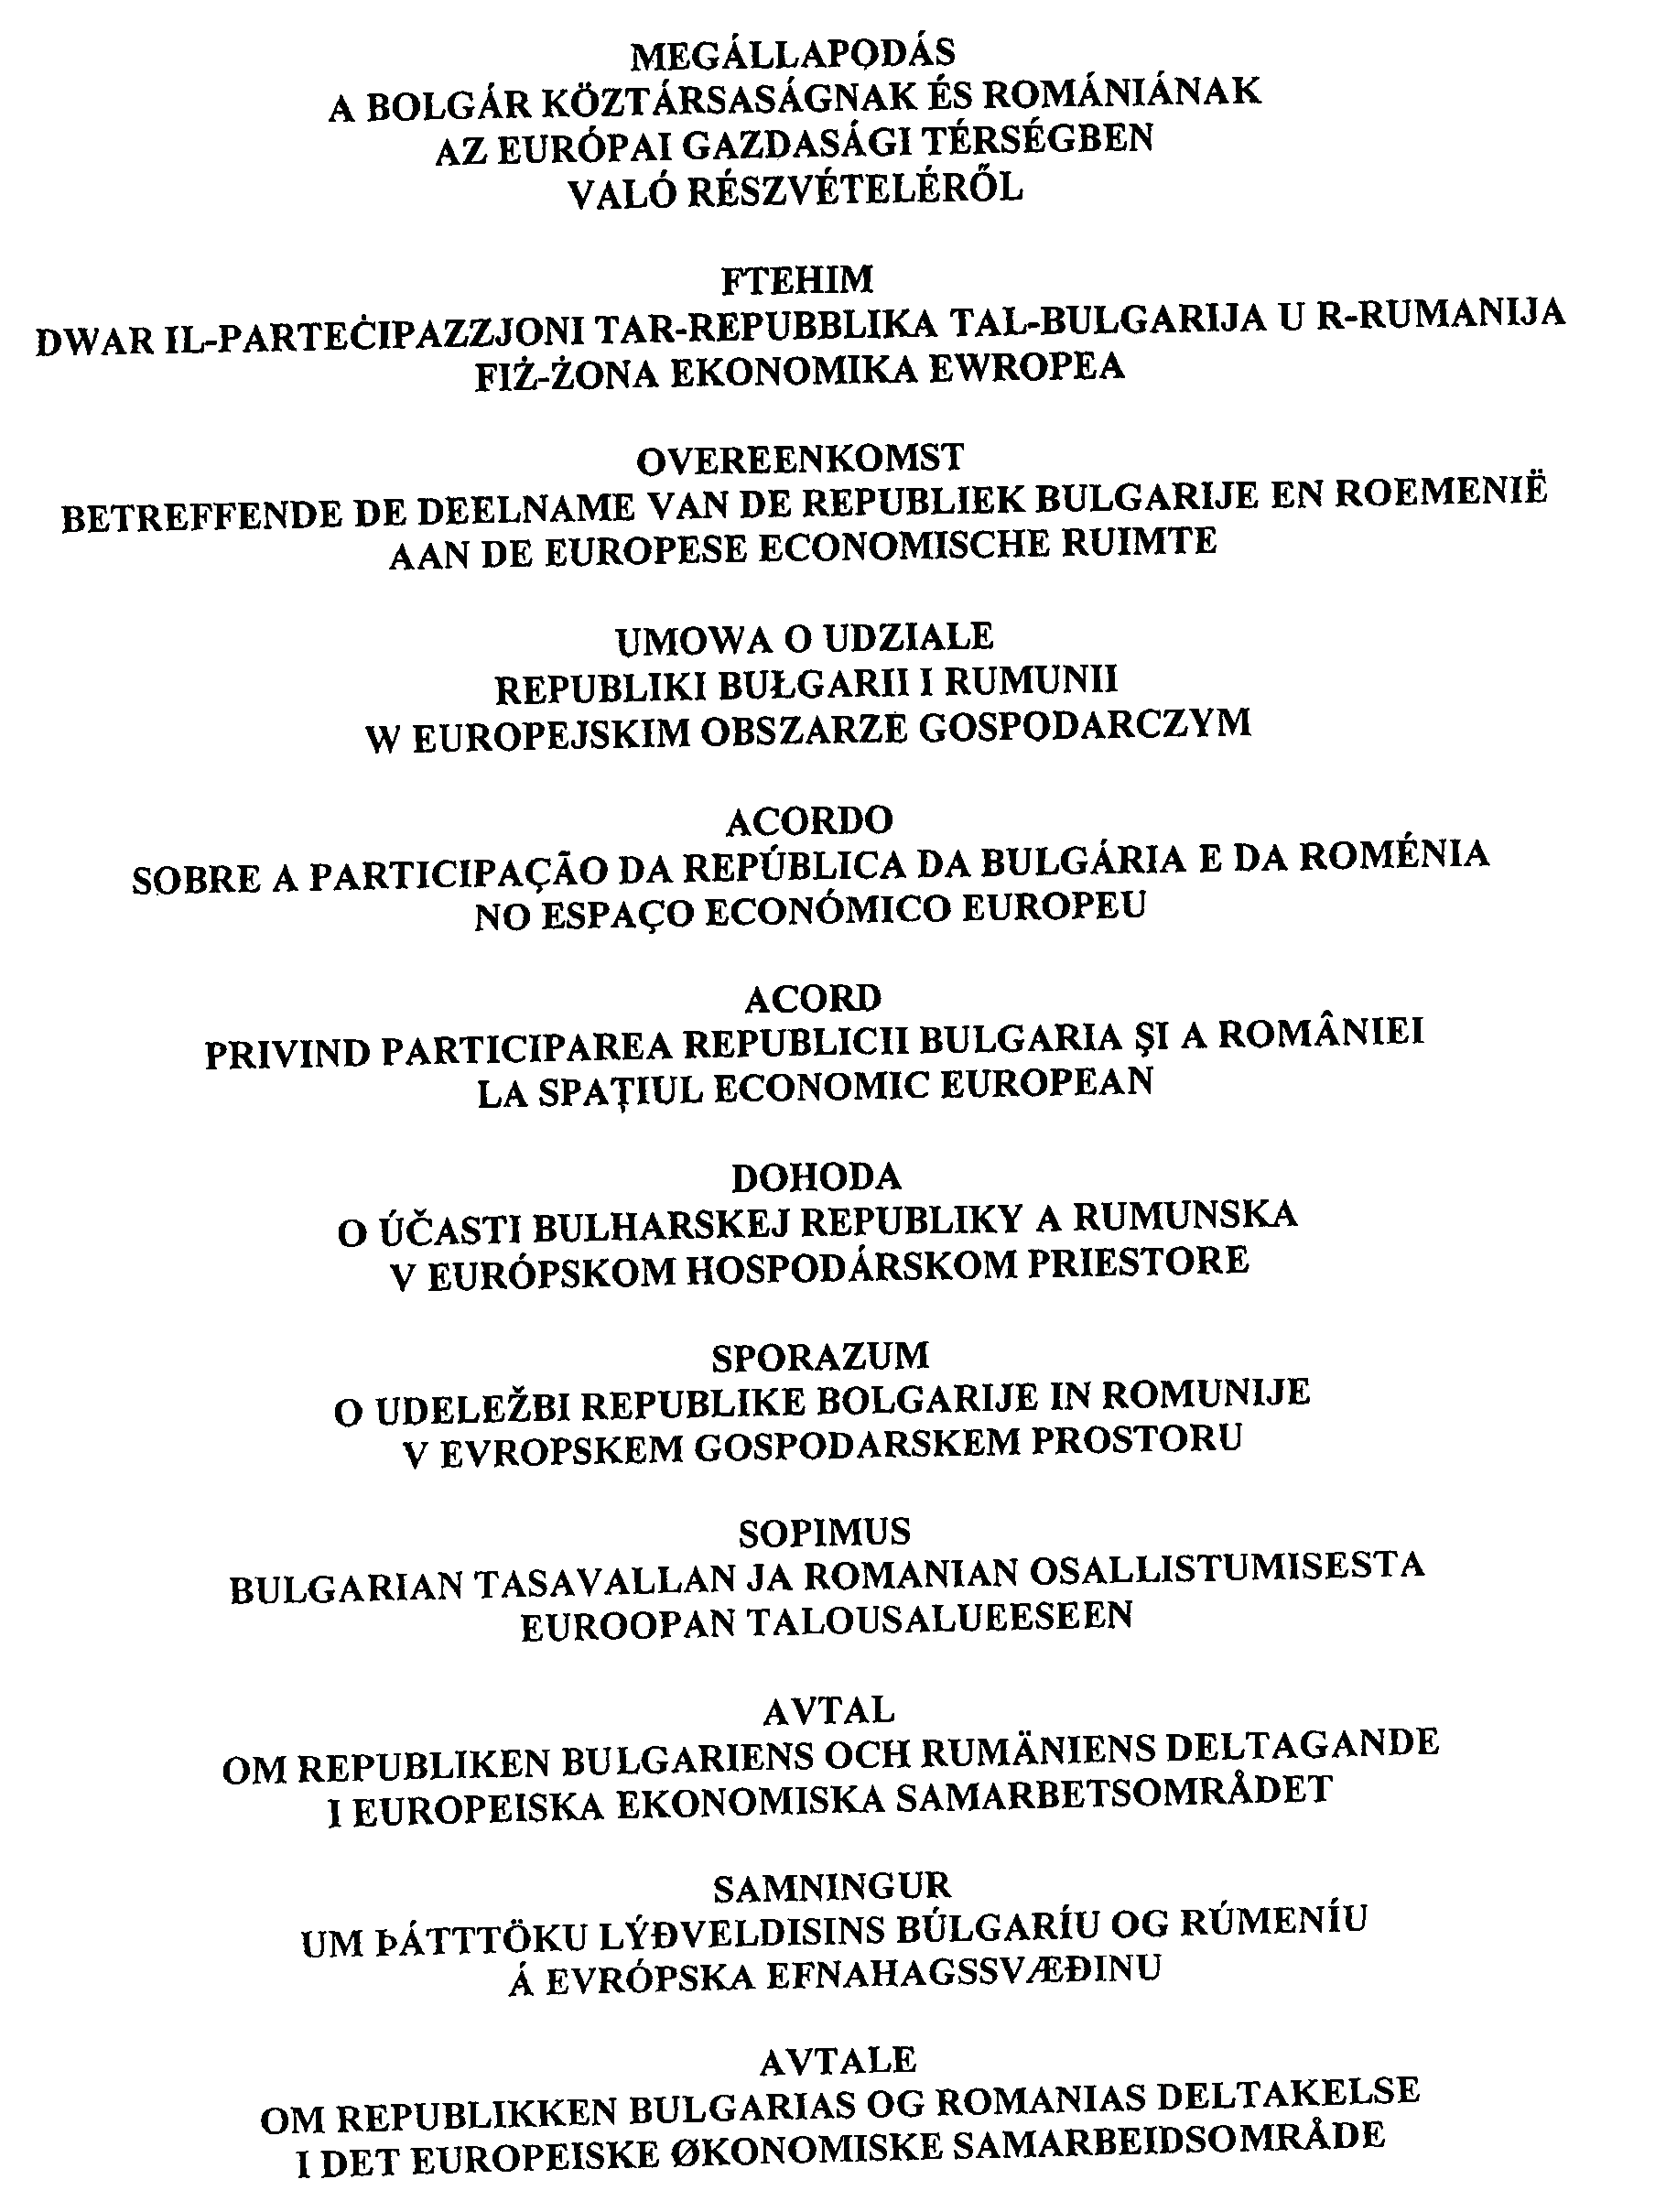 MEGÁLLAPODÁS
A BOLGÁR KÖZTÁRSASÁGNAK ÉS ROMÁNIÁNAK
AZ EURÓPAI GAZDASÁGI TÉRSÉGBEN
VALÓ RÉSZVÉTELÉRŐL
FTEHIM
DWAR IL-PARTEĊIPAZZJONI TAR-REPUBBLIKA TAL-BULGARIJA U R-RUMANIJA
FIŻ-ŻONA EKONOMIKA EWROPEA
OVEREENKOMST
BETREFFENDE DE DEELNAME VAN DE REPUBLIEK BULGARIJE EN ROEMENIË
AAN DE EUROPESE ECONOMISCHE RUIMTE
UMOWA O UDZIALE
REPUBLIKI BUŁGARII I RUMUNII
W EUROPEJSKIM OBSZARZE GOSPODARCZYM
ACORDO
SOBRE A PARTICIPAÇÃO DA REPÚBLICA DA BULGÁRIA E DA ROMÉNIA
NO ESPAÇO ECONÓMICO EUROPEU
ACORD
PRIVIND PARTICIPAREA REPUBLICII BULGARIA ŞI A ROMÂNIEI
LA SPAȚIUL ECONOMIC EUROPEAN
DOHODA
O ÚČASTI BULHARSKEJ REPUBLIKY A RUMUNSKA
V EURÓPSKOM HOSPODÁRSKOM PRIESTORE
SPORAZUM
O UDELEŽBI REPUBLIKE BOLGARIJE IN ROMUNIJE
V EVROPSKEM GOSPODARSKEM PROSTORU
SOPIMUS
BULGARIAN TASAVALLAN JA ROMANIAN OSALLISTUMISESTA
EUROOPAN TALOUSALUEESEEN
AVTAL
OM REPUBLIKEN BULGARIENS OCH RUMÄNIENS DELTAGANDE
I EUROPEISKA EKONOMISKA SAMARBETSOMRÅDET
SAMNINGUR
UM ÞÁTTTÖKU LÝÐVELDISINS BÚLGARÍU OG RÚMENÍU
Á EVRÓPSKA EFNAHAGSSVÆÐINU
AVTALE
OM REPUBLIKKEN BULGARIAS OG ROMANIAS DELTAKELSE
I DET EUROPEISKE ØKONOMISKE SAMARBEIDSOMRÅDE